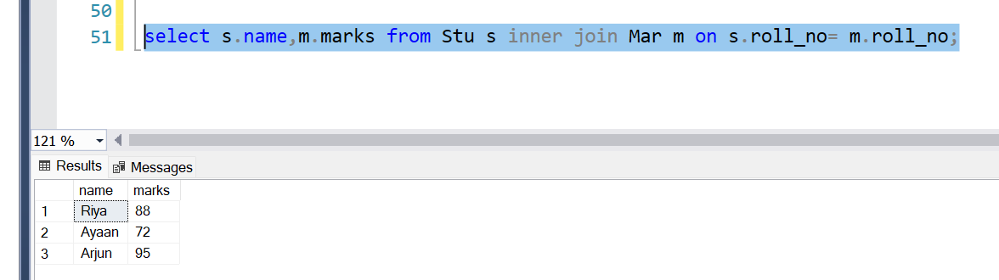 50
51 select s.name,m.marks from Stu s inner join Mar m on s.roll_no= m.roll_no;
121 %
Results Messages
name marks
1 Riya 88
2 Ayaan 72
3 Arjun 95